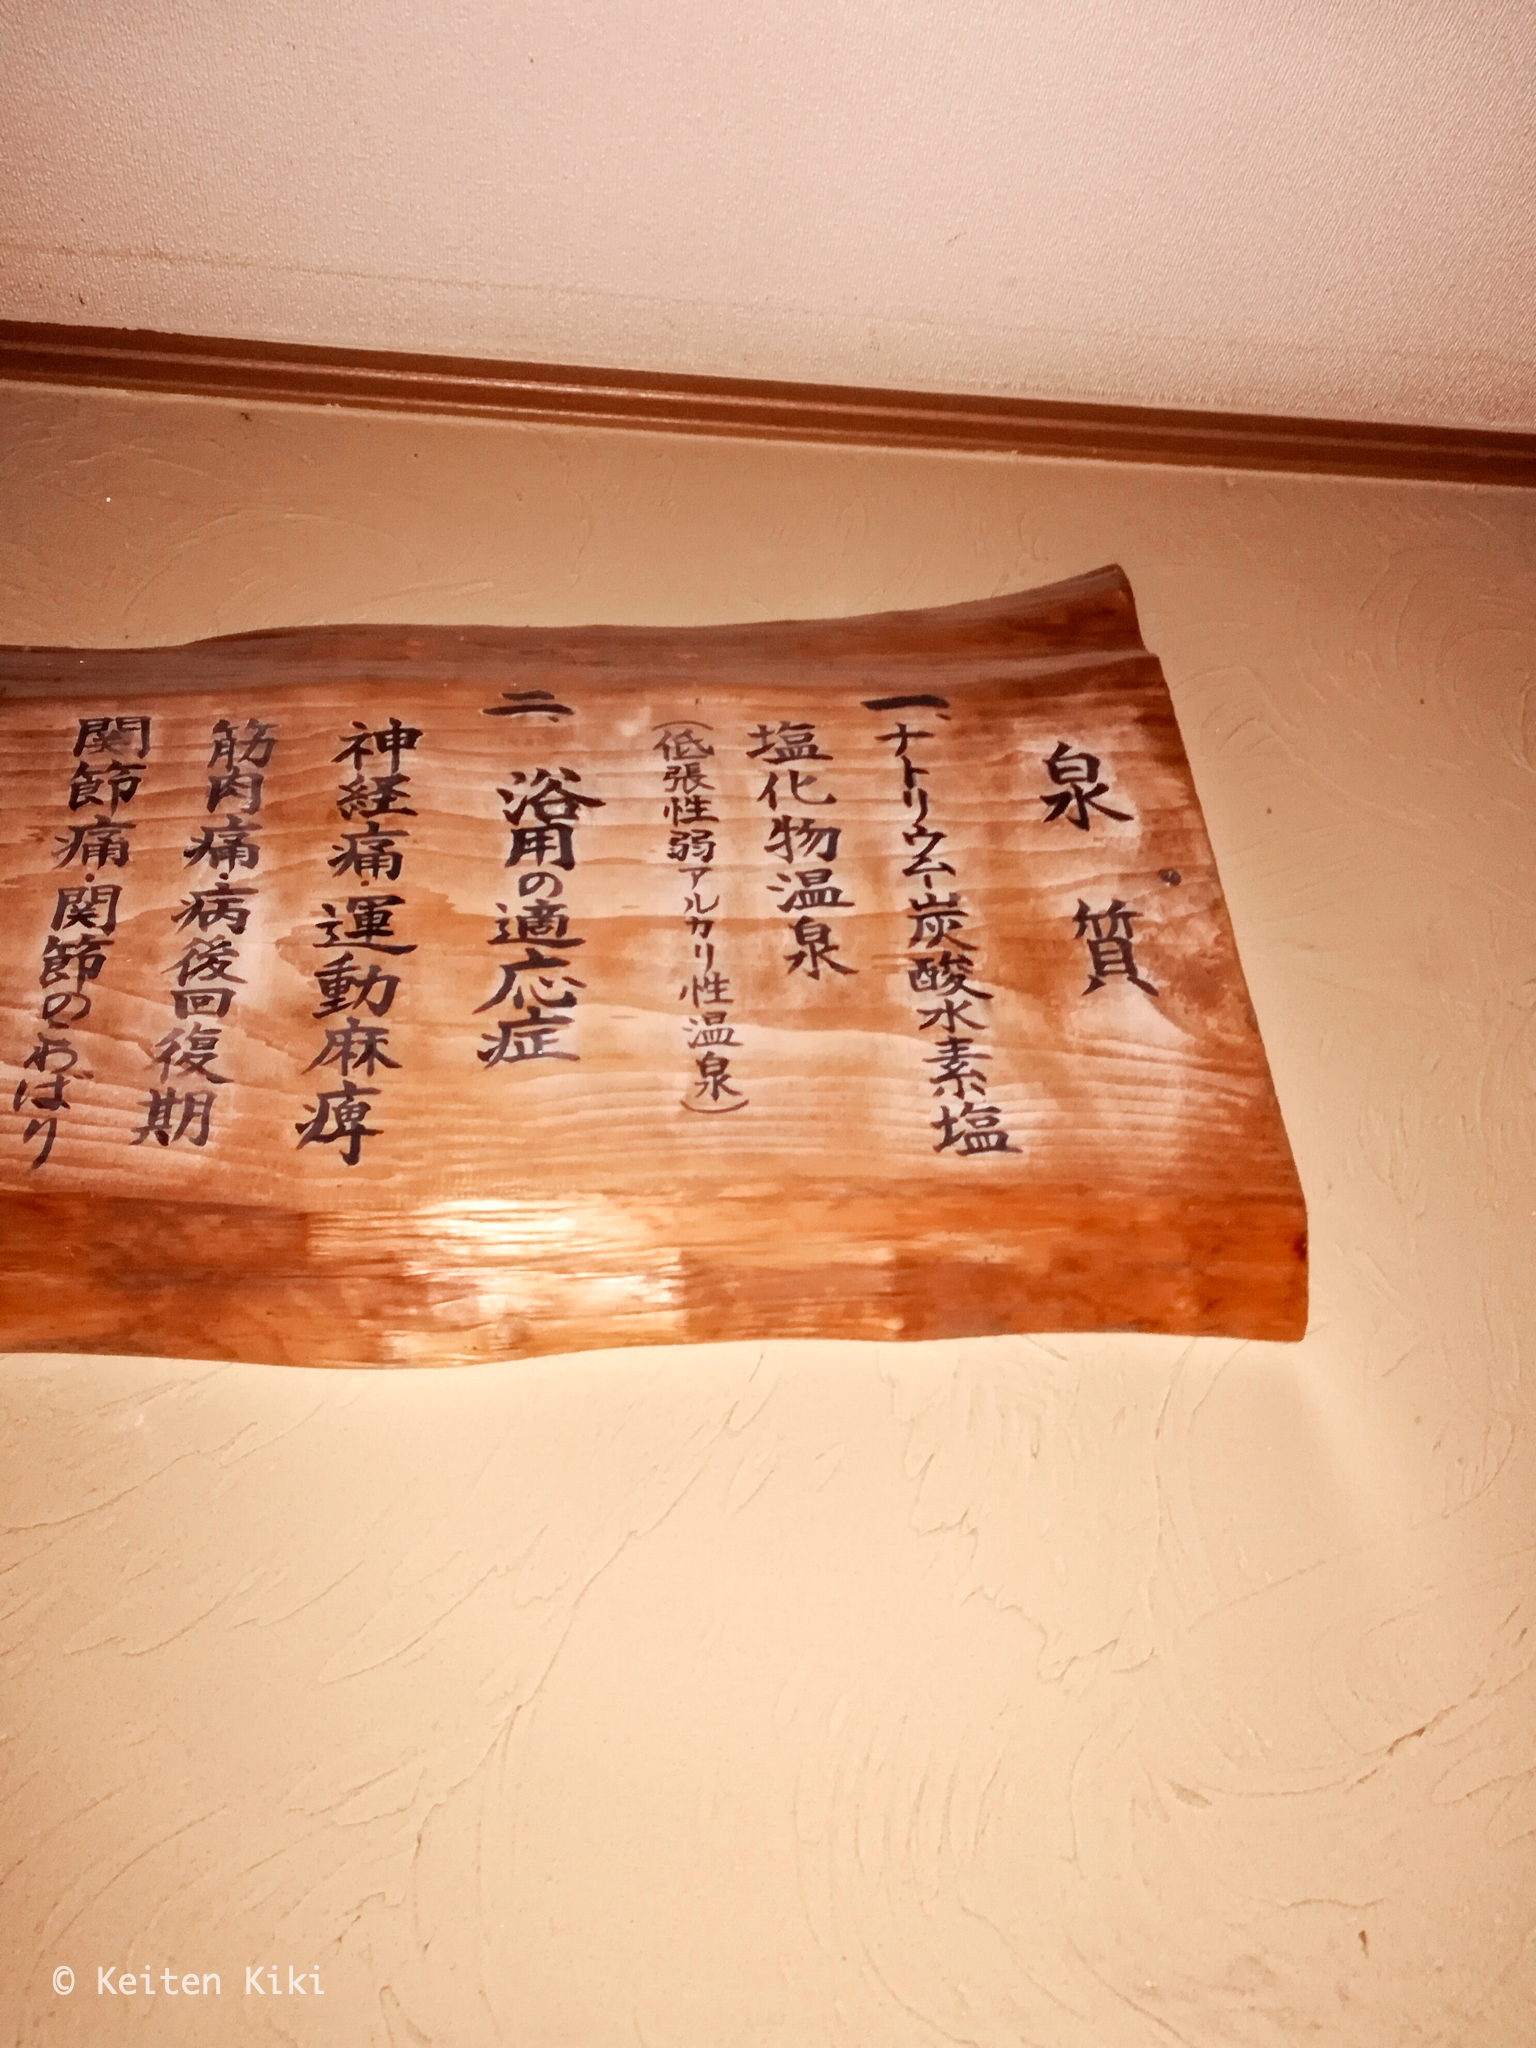 泉質
一、ナトリウム―炭酸水素塩
塩化物温泉
（低張性弱アルカリ性温泉）
二、浴用の適応症
神経痛・運動麻痺
筋肉痛・病後回復期
関節痛・関節のこわばり
© Keiten Kiki